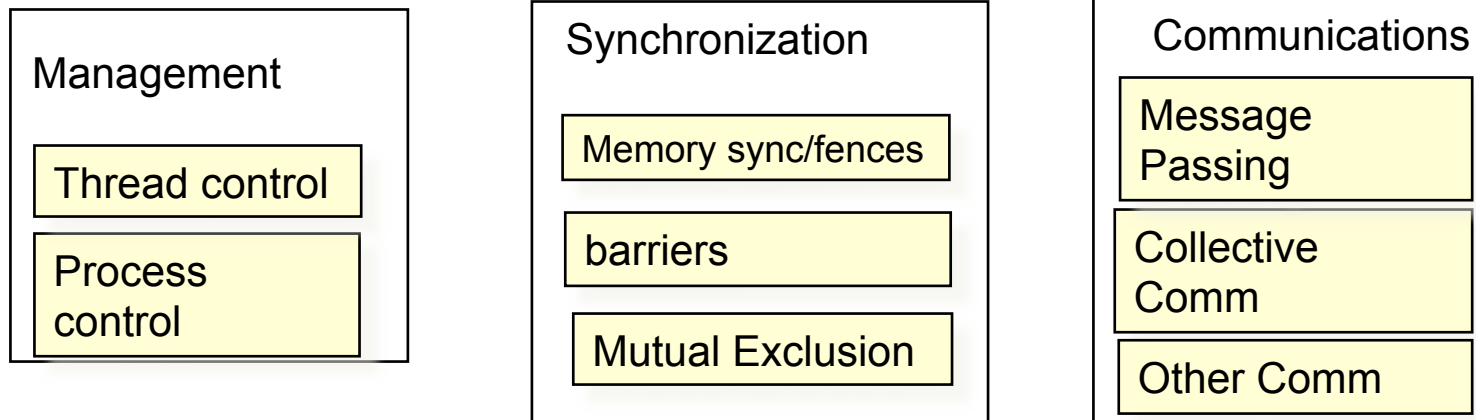 Management
Thread control
Process
control
Synchronization
Memory sync/fences
barriers
Mutual Exclusion
Communications
Message
Passing
Collective
Comm
Other Comm